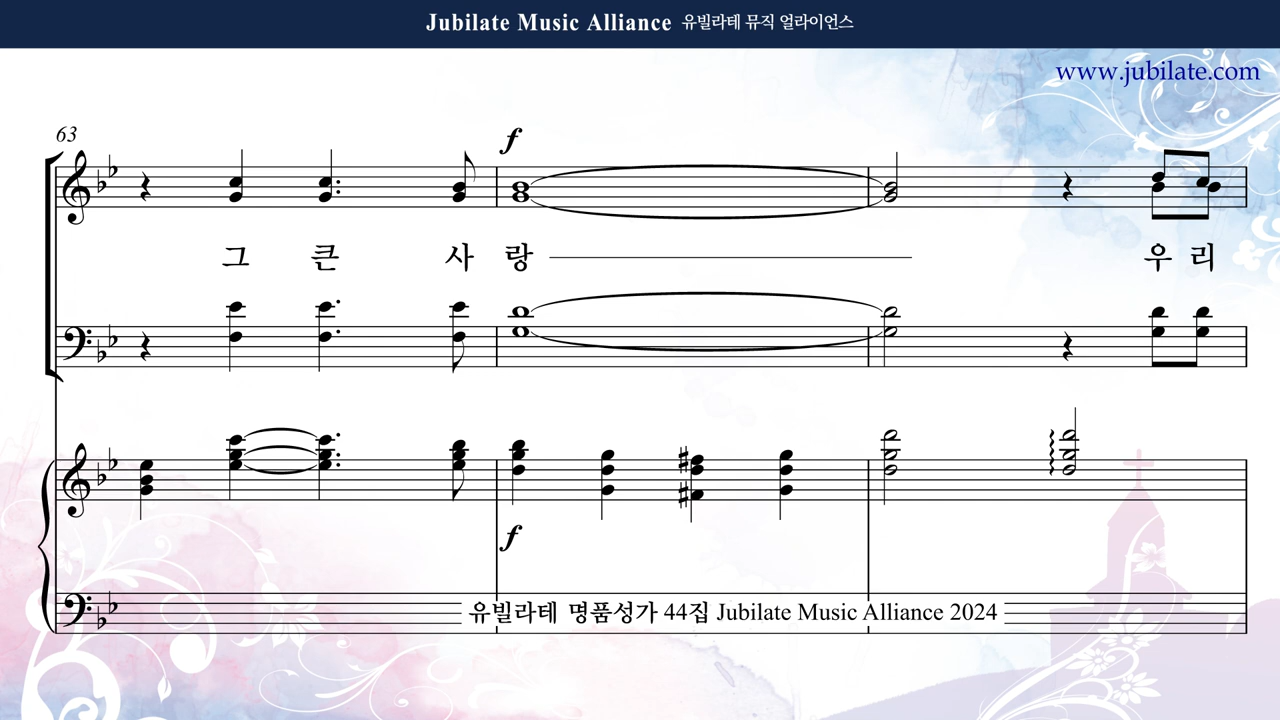 Jubilate Music Alliance 유빌라테 뮤직 얼라이언스
www.jubilate.com
63
f
그 큰 사 랑 우 리
f
유빌라테 명품성가 44집 Jubilate Music Alliance 2024